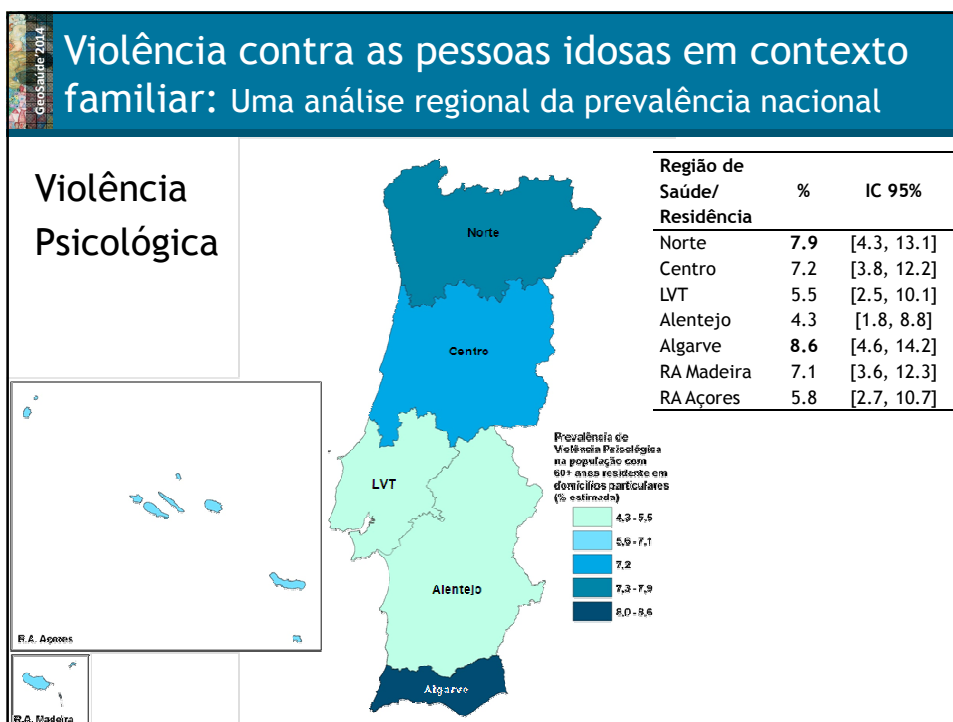 GeoSaúde'2014
Violência contra as pessoas idosas em contexto
familiar: Uma análise regional da prevalência nacional
Violência
Psicológica
Região de
Saúde/
Residência % IC 95%
Norte 7.9 [4.3, 13.1]
Centro 7.2 [3.8, 12.2]
LVT 5.5 [2.5, 10.1]
Alentejo 4.3 [1.8, 8.8]
Algarve 8.6 [4.6, 14.2]
RA Madeira 7.1 [3.6, 12.3]
RA Açores 5.8 [2.7, 10.7]
Norte
Centro
LVT
Alentejo
Algarve
Prevalência de
Violência Psicológica
na população com
60+ anos residente em
domicílios particulares
(% estimada)
4,3 - 5,5
5,6 - 7,1
7,2
7,3 - 7,9
8,0 - 8,6
R.A. Açores
R.A. Madeira